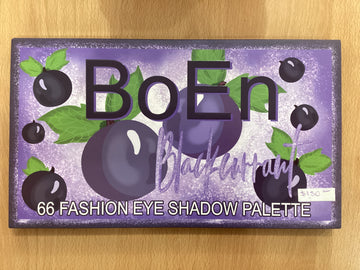 BoEn
Blackcurrant
66 FASHION EYE SHADOW PALETTE